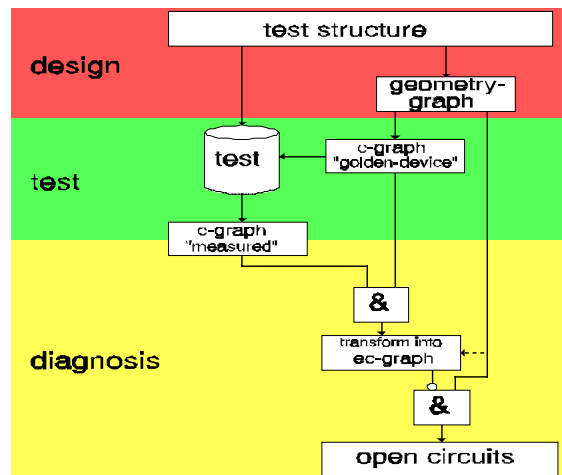 test structure
design
geometry-
graph
c-graph
"golden-device"
test
test
c-graph
"measured"
&
transform into
ec-graph
diagnosis
&
open circuits